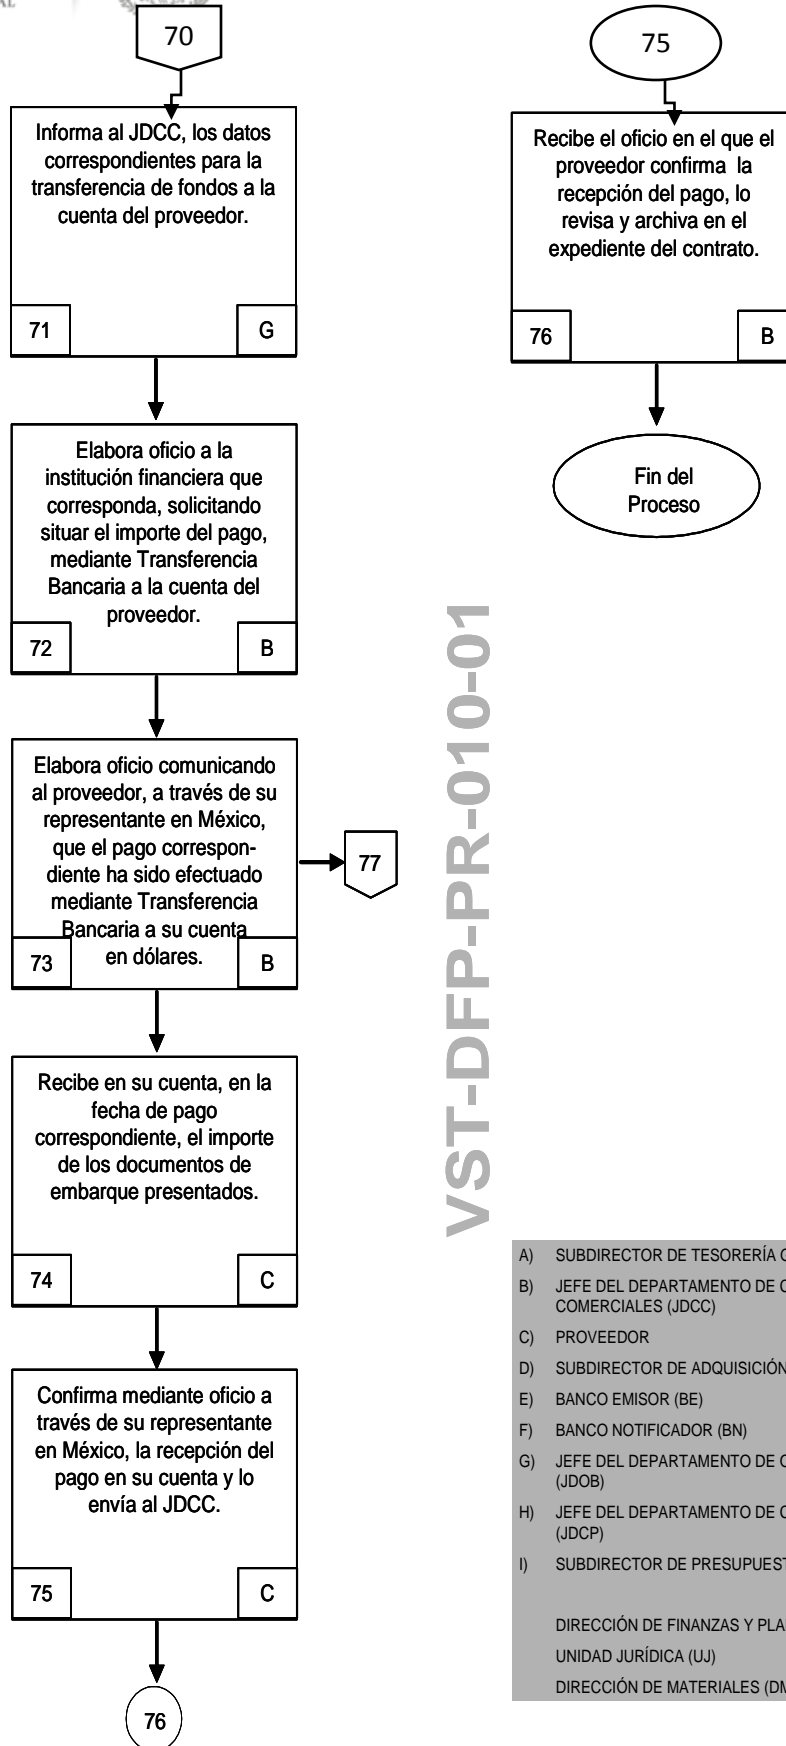 70
Informa al JDCC, los datos
correspondientes para la
transferencia de fondos a la
cuenta del proveedor.
71
G
Elabora oficio a la
institución financiera que
corresponda, solicitando
situar el importe del pago,
mediante Transferencia
Bancaria a la cuenta del
proveedor.
72
B
Elabora oficio comunicando
al proveedor, a través de su
representante en México,
que el pago correspon-
diente ha sido efectuado
mediante Transferencia
Bancaria a su cuenta
en dólares.
73
B
77
Recibe en su cuenta, en la
fecha de pago
correspondiente, el importe
de los documentos de
embarque presentados.
74
C
Confirma mediante oficio a
través de su representante
en México, la recepción del
pago en su cuenta y lo
envía al JDCC.
75
C
76
75
Recibe el oficio en el que el
proveedor confirma la
recepción del pago, lo
revisa y archiva en el
expediente del contrato.
76
B
Fin del
Proceso
VST-DFP-PR-010-01
A) SUBDIRECTOR DE TESORERÍA
B) JEFE DEL DEPARTAMENTO DE
COMERCIALES (JDCC)
C) PROVEEDOR
D) SUBDIRECTOR DE ADQUISICIÓN
E) BANCO EMISOR (BE)
F) BANCO NOTIFICADOR (BN)
G) JEFE DEL DEPARTAMENTO DE
(JDOB)
H) JEFE DEL DEPARTAMENTO DE
(JDCP)
I) SUBDIRECTOR DE PRESUPUEST
DIRECCIÓN DE FINANZAS Y
UNIDAD JURÍDICA (UJ)
DIRECCIÓN DE MATERIALES